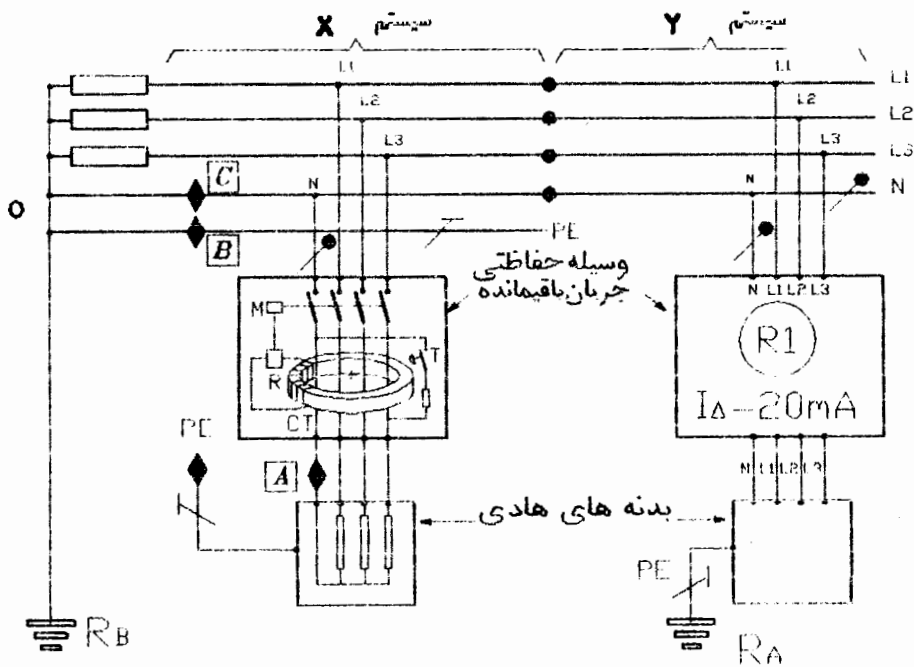 سیستم X
سیستم Y
L1
L1
L1
L2
L2
L2
L3
L3
L3
C
N
N
N
O
B
PE
وسیله حفاظتی
جریان باقیمانده
M
T
R
CT
N L1 L2 L3
R1
IΔ-20mA
PE
A
N L1 L2 L3
بدنه های هادی
PE
RB
RA